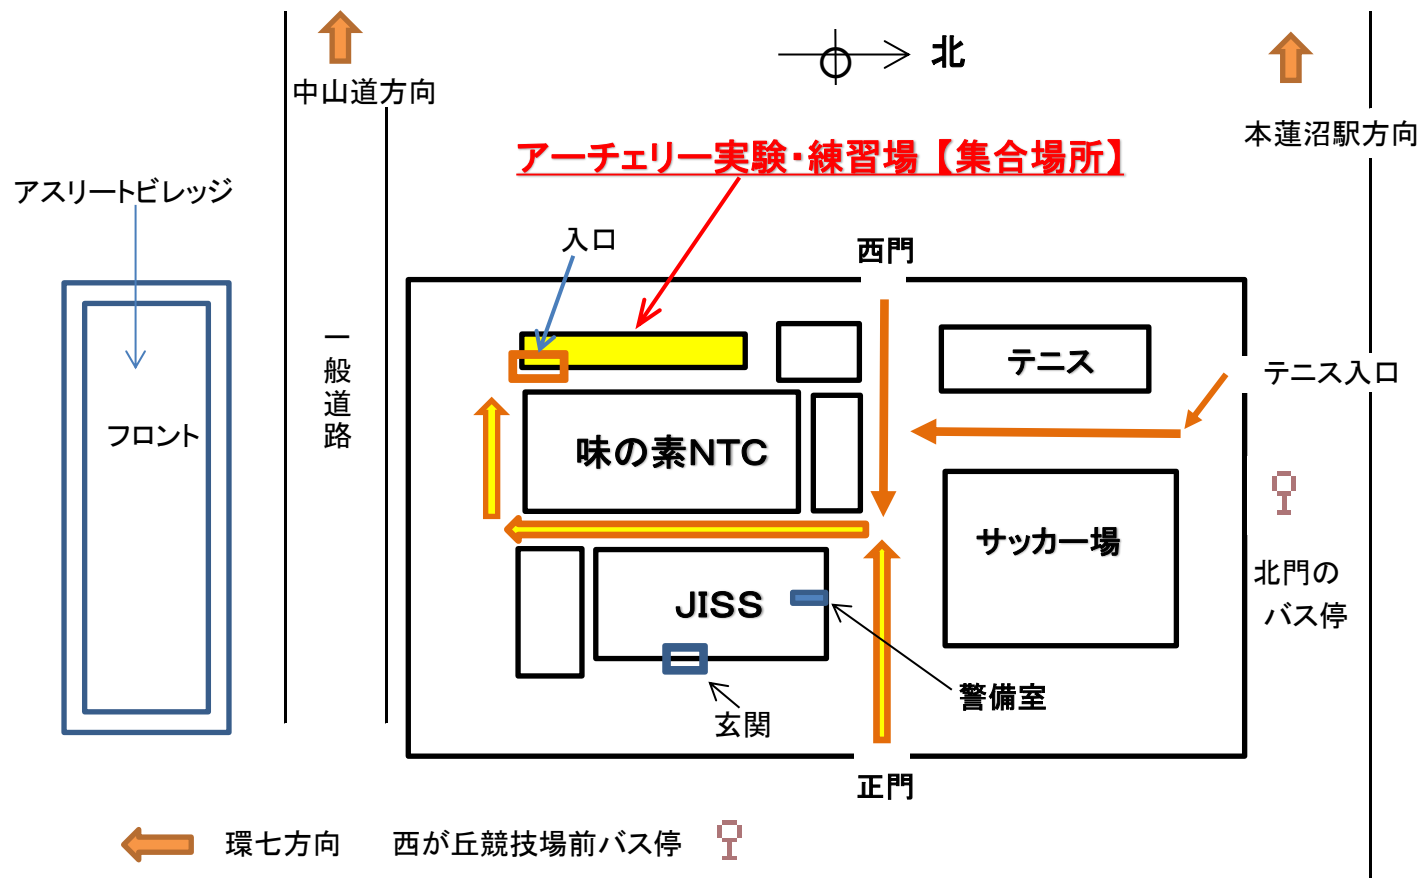 北
中山道方向
本蓮沼駅方向
アーチェリー実験・練習場【集合場所】
アスリートビレッジ
入口
西門
一般道路
テニス
テニス入口
フロント
味の素NTC
サッカー場
北門の
バス停
JISS
警備室
玄関
正門
環七方向
西が丘競技場前バス停